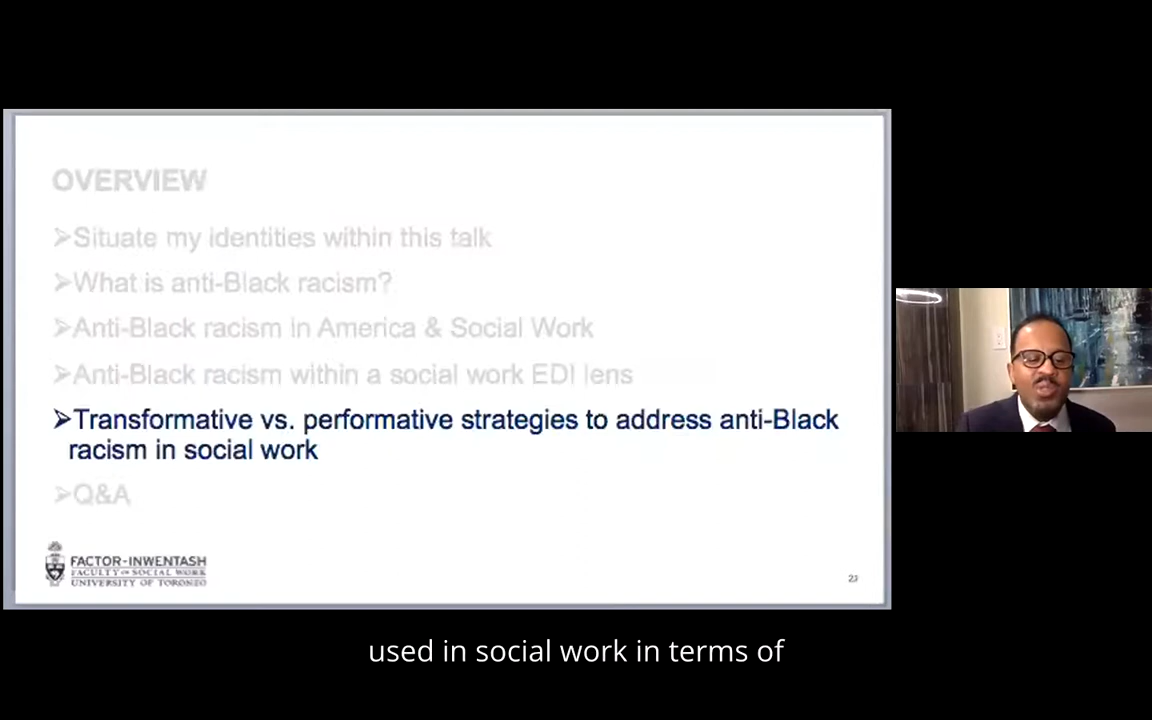 OVERVIEW
➢Situate my identities within this talk
➢What is anti-Black racism?
➢Anti-Black racism in America & Social Work
➢Anti-Black racism within a social work EDI lens
➢Transformative vs. performative strategies to address anti-Black
racism in social work
➢Q&A
FACTOR-INWENTASH
FACULTY OF SOCIAL WORK
UNIVERSITY OF TORONTO
used in social work in terms of